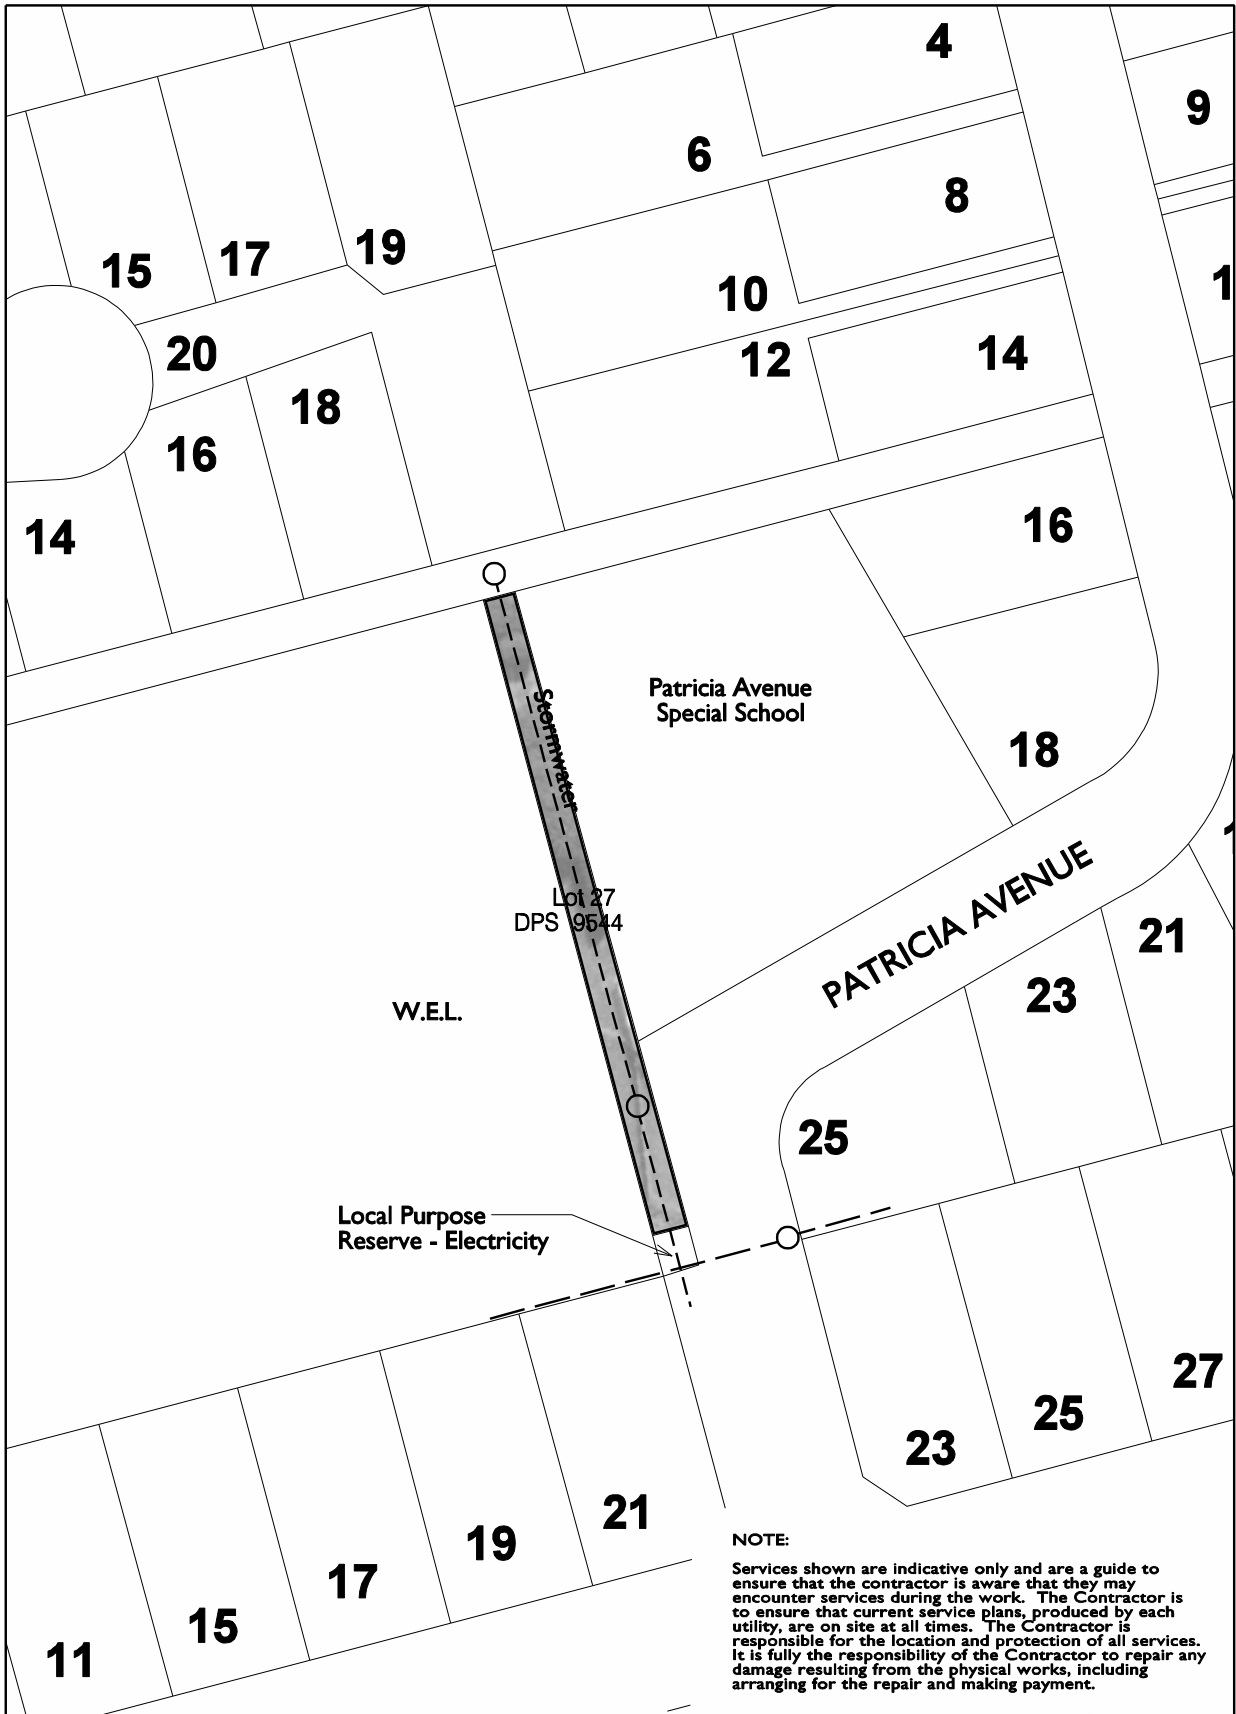 4
9
6
8
19
17
15
10
1
20
12
14
18
16
14
16
Patricia Avenue
Special School
Stormwater
18
PATRICIA AVENUE
Lot 27
DPS 9544
21
23
W.E.L.
25
Local Purpose
Reserve - Electricity
27
25
23
21
19
17
15
11
NOTE:
Services shown are indicative only and are a guide to
ensure that the contractor is aware that they may
encounter services during the work. The Contractor is
to ensure that current service plans, produced by each
utility, are on site at all times. The Contractor is
responsible for the location and protection of all services.
It is fully the responsibility of the Contractor to repair any
damage resulting from the physical works, including
arranging for the repair and making payment.